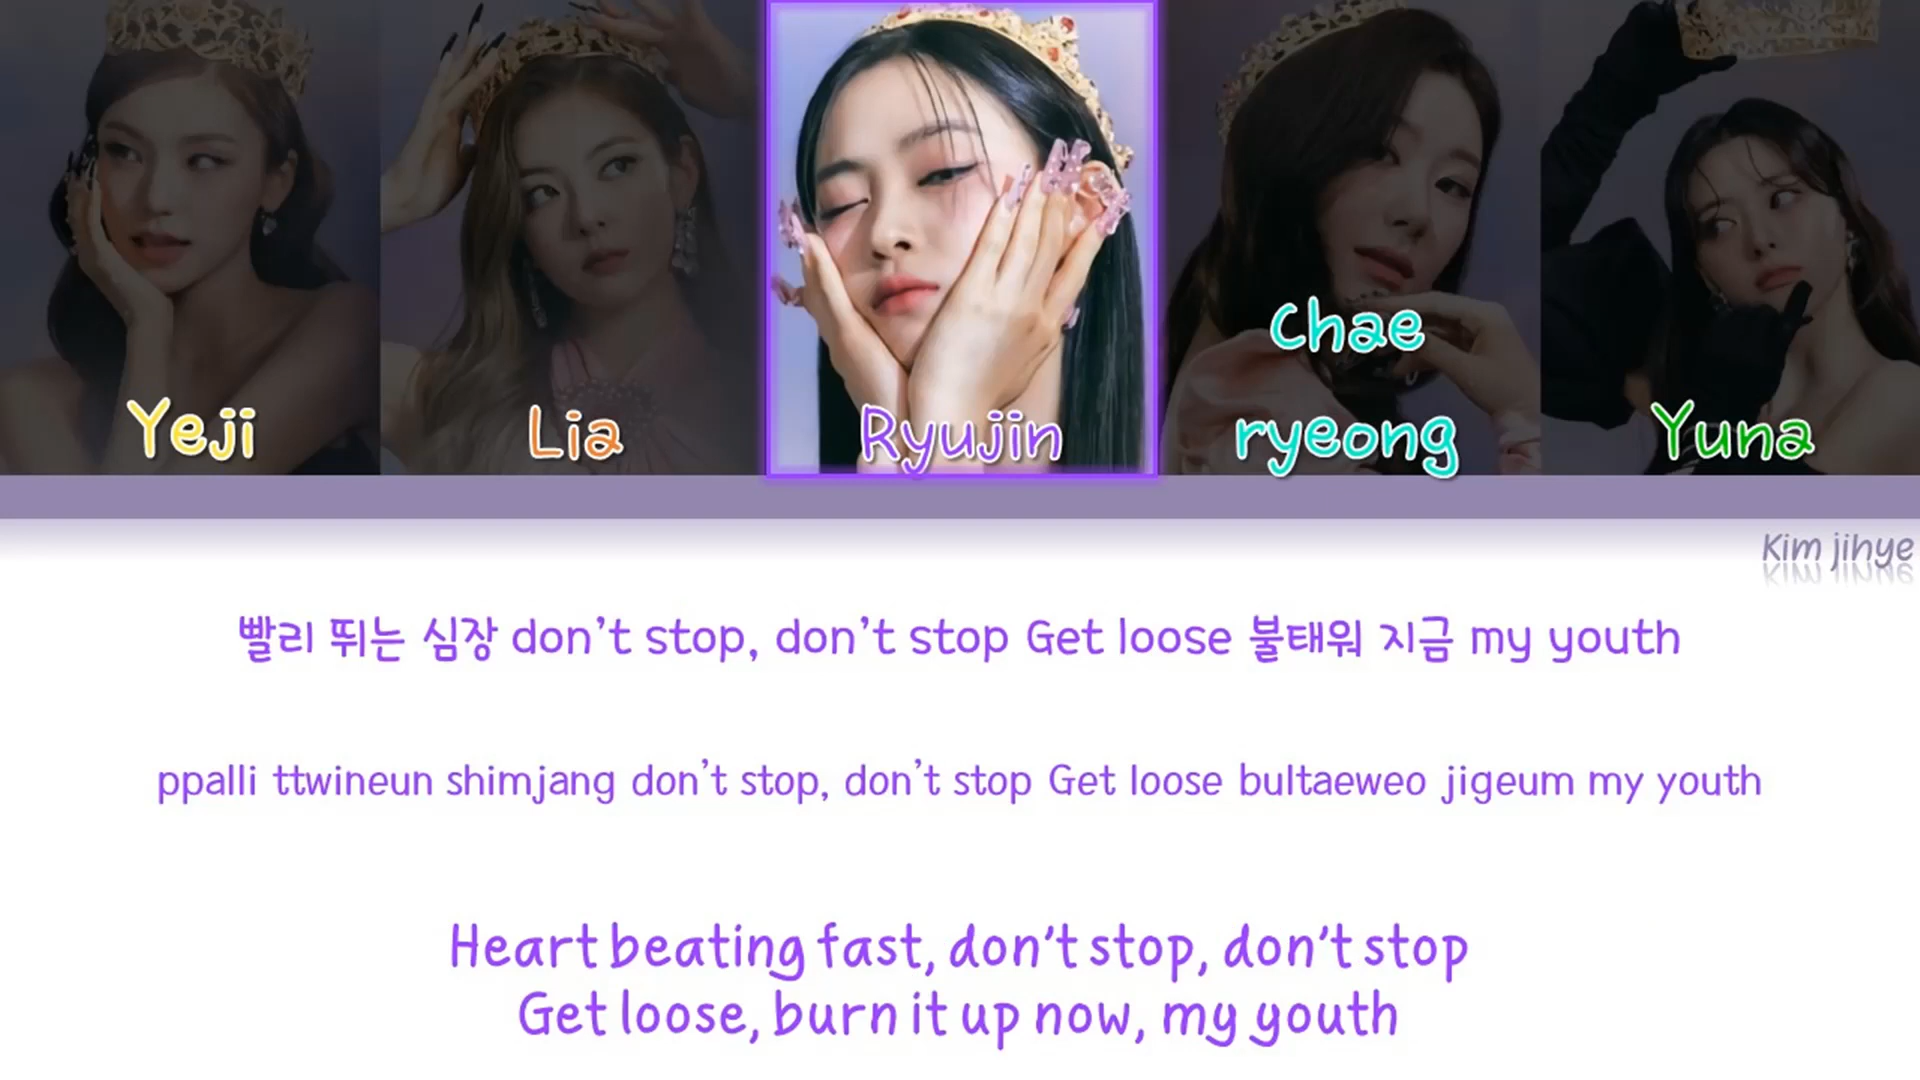 Yeji
Lia
Ryujin
Chae
ryeong
Yuna
Kim jihye
빨리 뛰는 심장 don't stop, don't stop Get loose 불태워 지금 my youth
ppalli ttwineun shimjang don't stop, don't stop Get loose bultaeweo jigeum my youth
Heart beating fast, don't stop, don't stop
Get loose, burn it up now, my youth